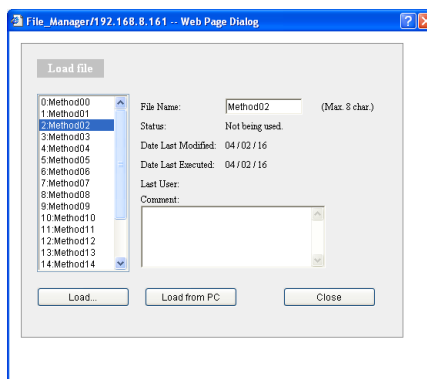 File_Manager/192.168.8.161 -- Web Page Dialog
Load file
0:Method00
1:Method01
2:Method02
3:Method03
4:Method04
5:Method05
6:Method06
7:Method07
8:Method08
9:Method09
10:Method10
11:Method11
12:Method12
13:Method13
14:Method14
File Name: Method02 (Max. 8 char.)
Status: Not being used.
Date Last Modified: 04 / 02 / 16
Date Last Executed: 04 / 02 / 16
Last User:
Comment:
Load... Load from PC Close